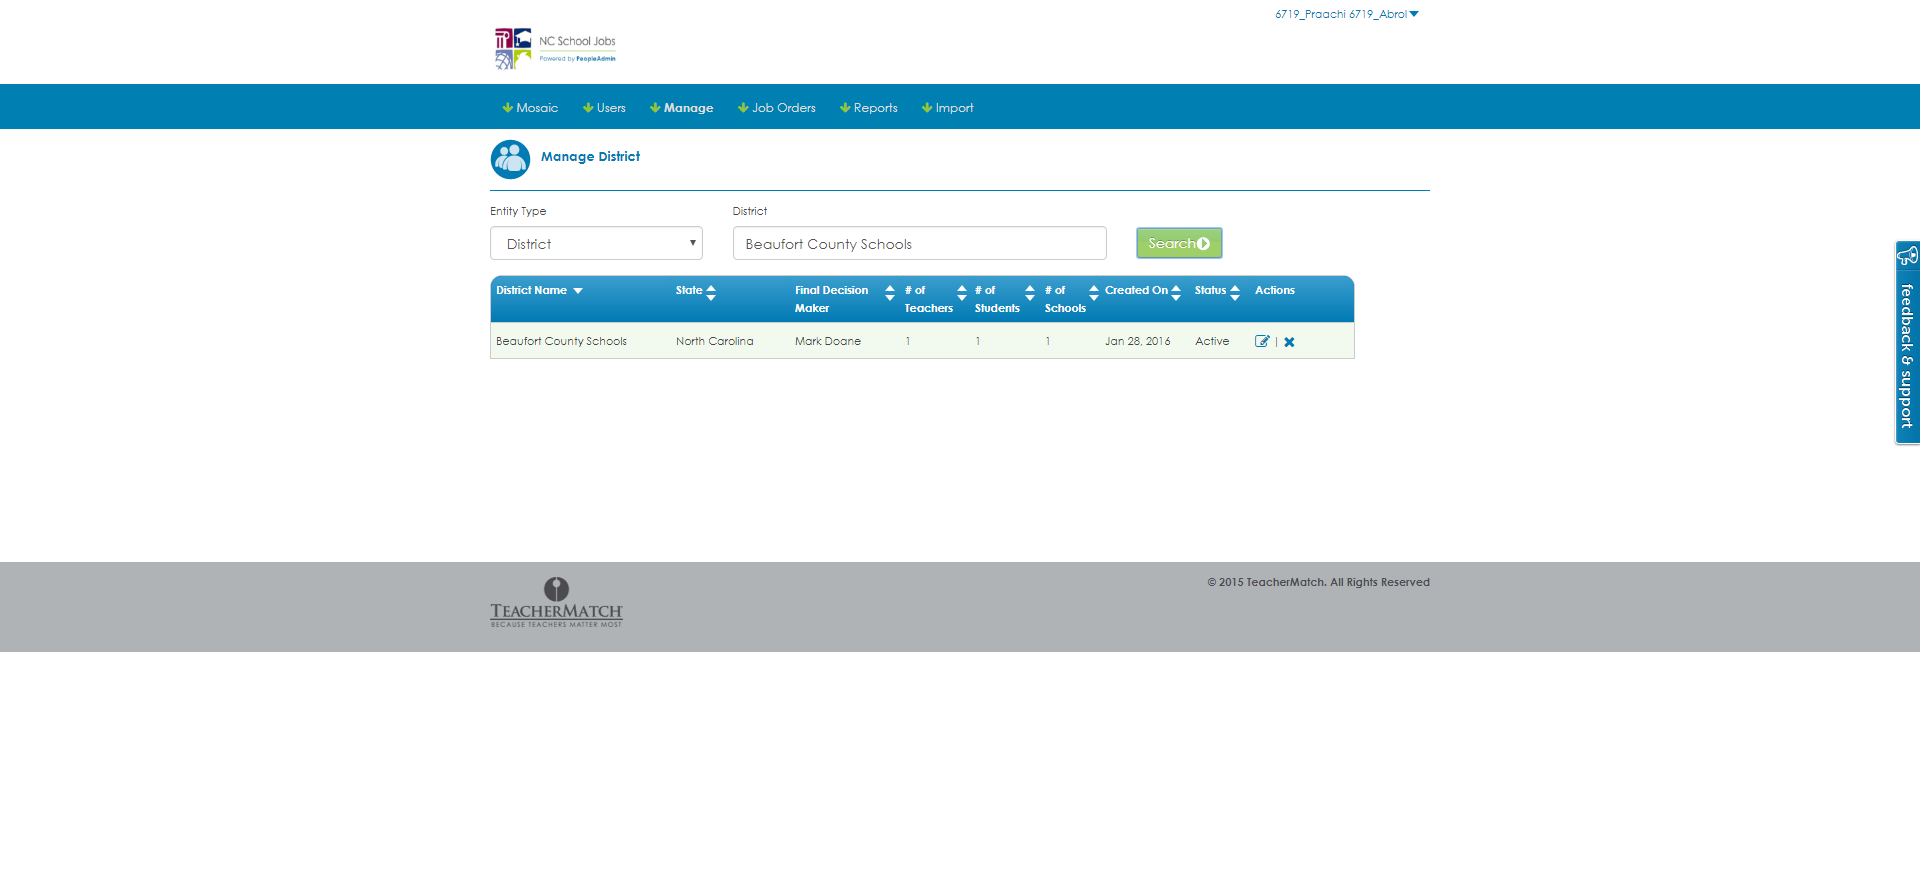 6719_Praachi 6719_Abrol
NC School Jobs
Powered by PeopleAdmin
Mosaic Users Manage Job Orders Reports Import
Manage District
Entity Type District
District Beaufort County Schools Search
District Name State Final Decision Maker # of Teachers # of Students # of Schools Created On Status Actions
Beaufort County Schools North Carolina Mark Doane 1 1 1 Jan 28, 2016 Active |
feedback & support
© 2015 TeacherMatch. All Rights Reserved
TEACHERMATCH
BECAUSE TEACHERS MATTER MOST